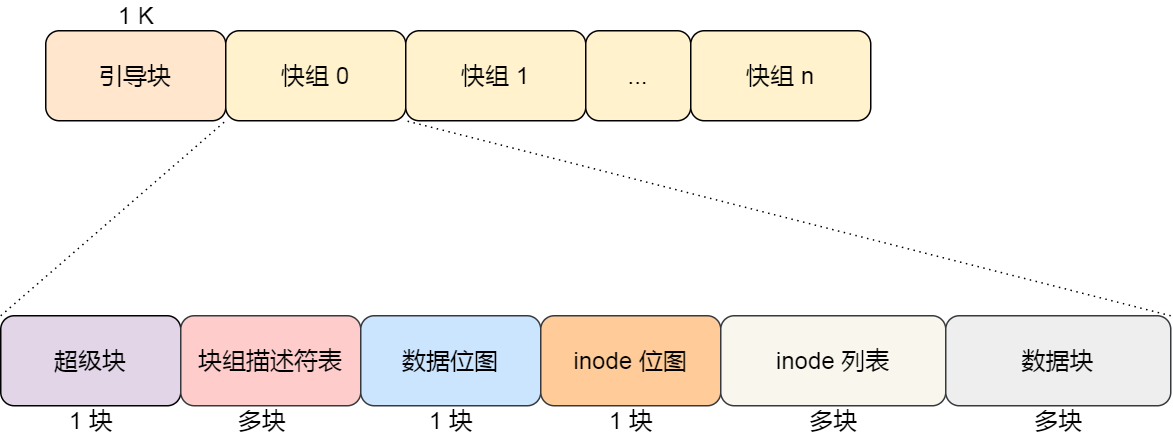 1 K
引导块
快组 0
快组 1
...
快组 n
超级块
块组描述符表
数据位图
inode 位图
inode 列表
数据块
1 块
多块
1 块
1 块
多块
多块